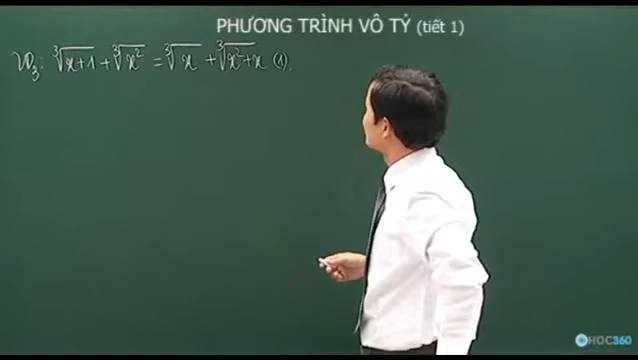 PHƯƠNG TRÌNH VÔ TỶ (tiết 1)
VD3: ∛(x+1) + ∛(x²) = ∛x + ∛(x²+x) (1).
HOC360